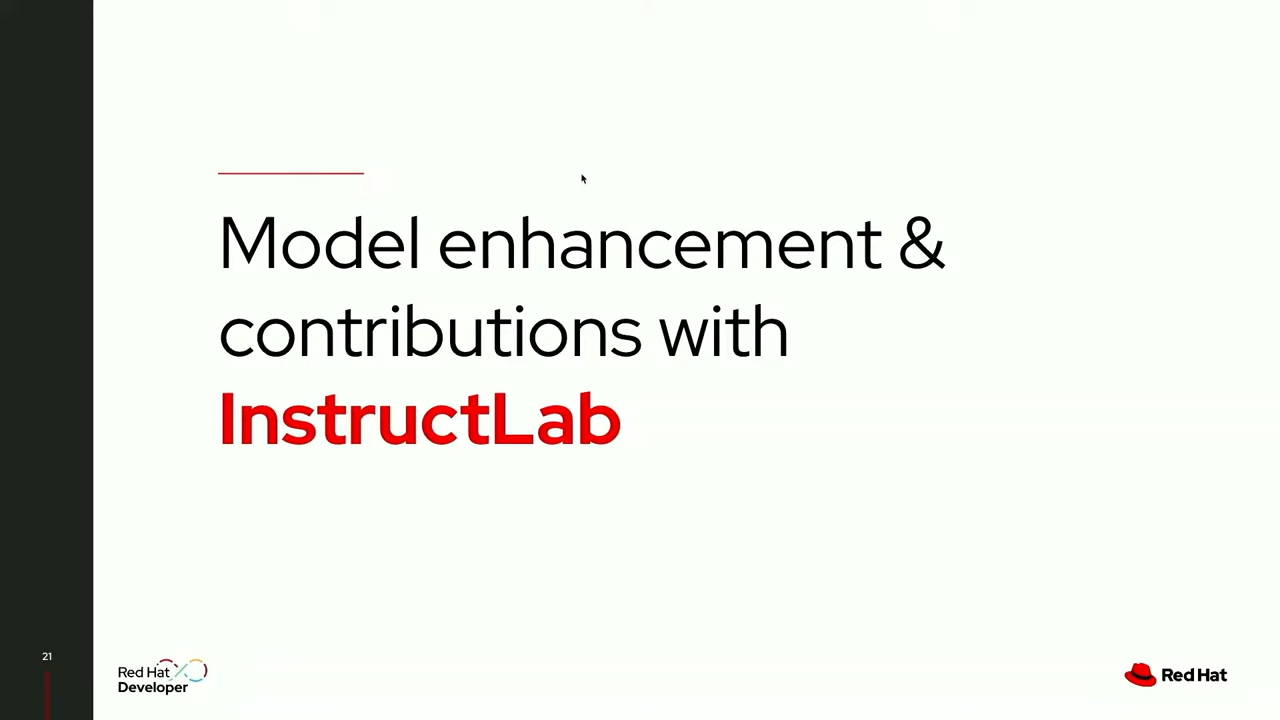 Model enhancement &
contributions with
InstructLab
21
Red Hat
Developer
Red Hat